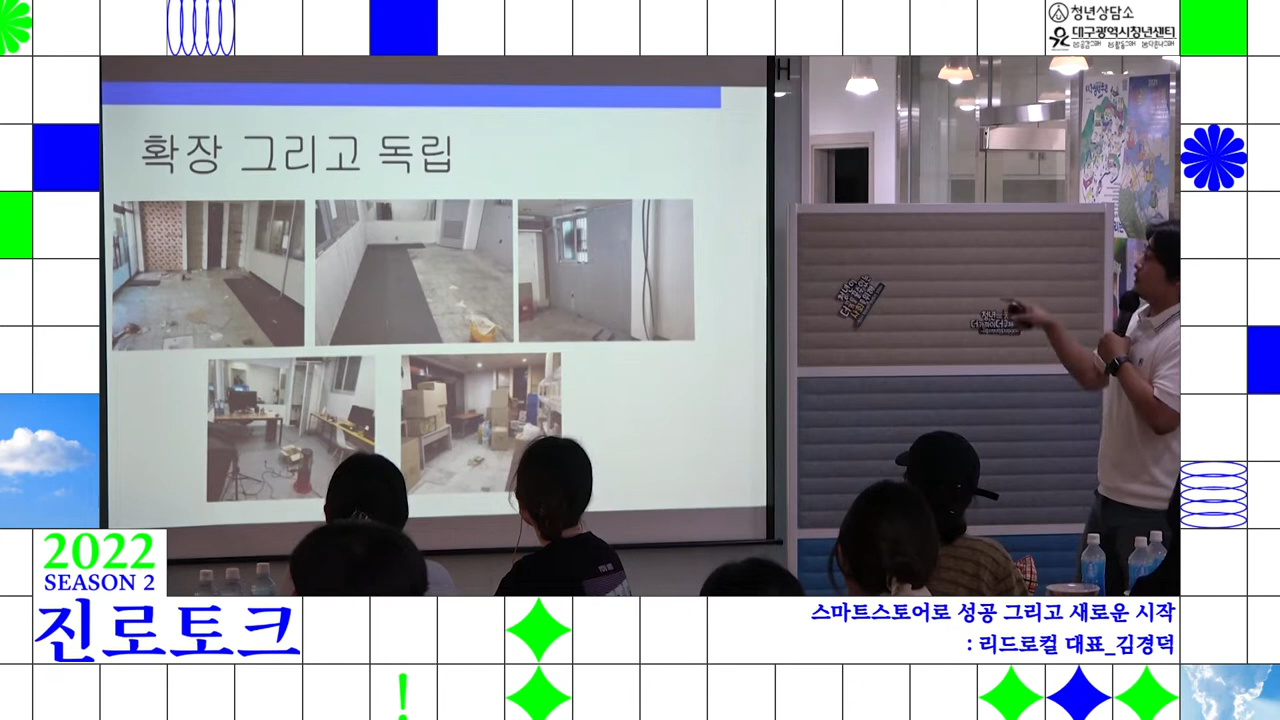 청년상담소
대구광역시청년센터
확장 그리고 독립
2022
SEASON 2
진로토크
!
스마트스토어로 성공 그리고 새로운 시작
: 리드로컬 대표_김경덕